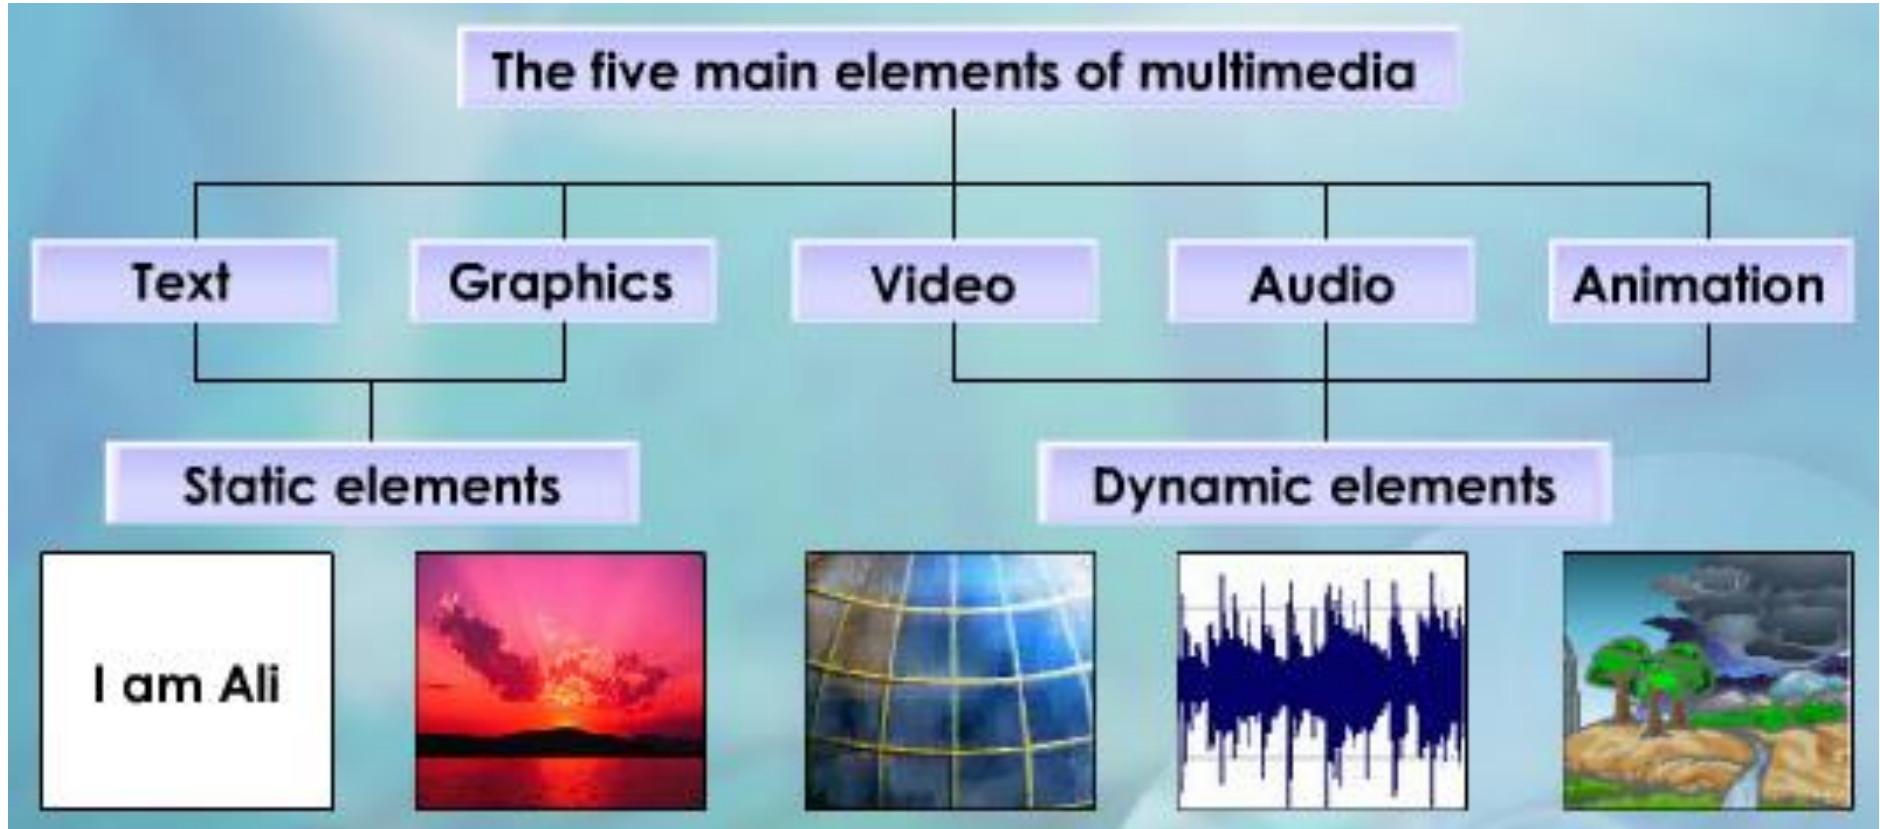 The five main elements of multimedia
Text
Graphics
Video
Audio
Animation
Static elements
Dynamic elements
I am Ali